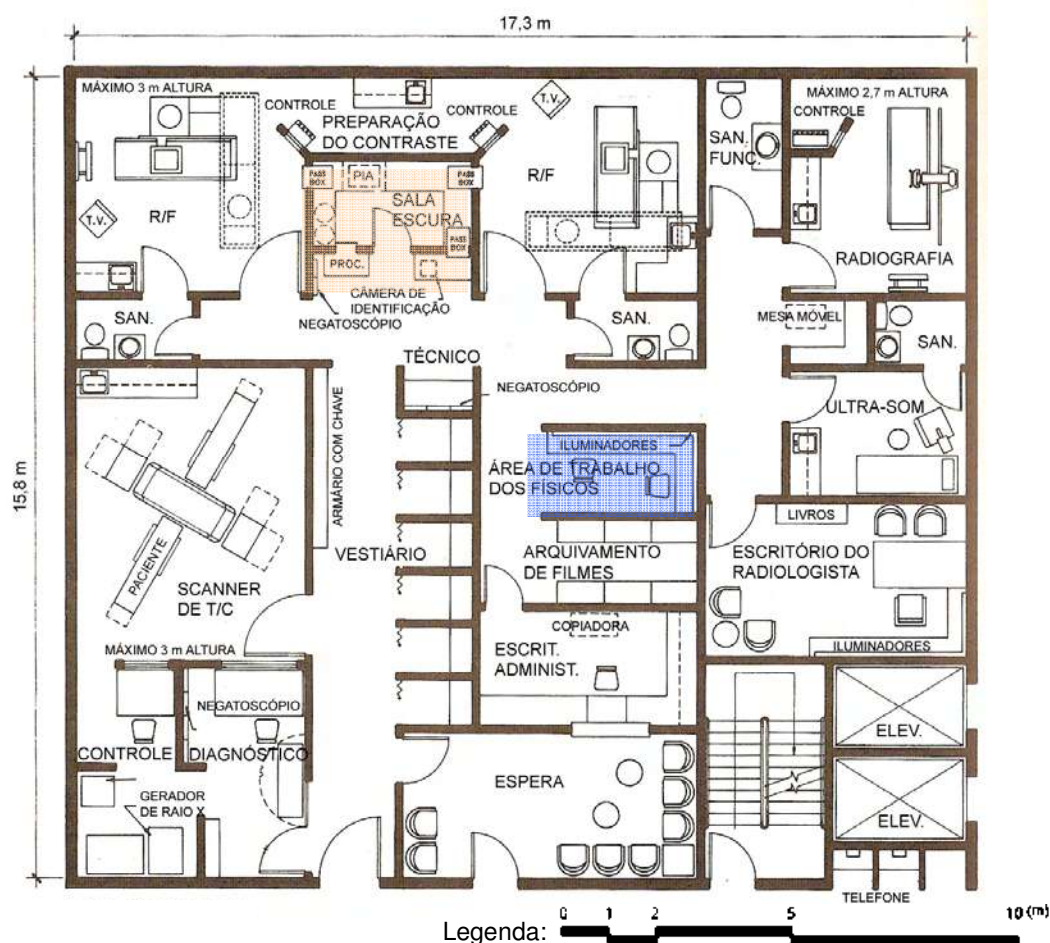 17,3 m
15,8 m
MÁXIMO 3 m ALTURA
CONTROLE
PREPARAÇÃO
DO CONTRASTE
CONTROLE
T.V.
R/F
T.V.
R/F
PASS
BOX
PIA
PASS
BOX
SALA
ESCURA
PASS
BOX
PROC.
CÂMERA DE
IDENTIFICAÇÃO
NEGATOSCÓPIO
SAN.
FUNC.
MÁXIMO 2,7 m ALTURA
CONTROLE
RADIOGRAFIA
SAN.
SAN.
MESA MÓVEL
SAN.
TÉCNICO
NEGATOSCÓPIO
ULTRA-SOM
ARMÁRIO COM CHAVE
ILUMINADORES
ÁREA DE TRABALHO
DOS FÍSICOS
LIVROS
VESTIÁRIO
ARQUIVAMENTO
DE FILMES
ESCRITÓRIO DO
RADIOLOGISTA
PACIENTE
SCANNER
DE T/C
COPIADORA
ESCRIT.
ADMINIST.
ILUMINADORES
MÁXIMO 3 m ALTURA
NEGATOSCÓPIO
CONTROLE
DIAGNÓSTICO
ELEV.
ESPERA
GERADOR
DE RAIO X
ELEV.
TELEFONE
Legenda:
0 1 2 5 10 (m)